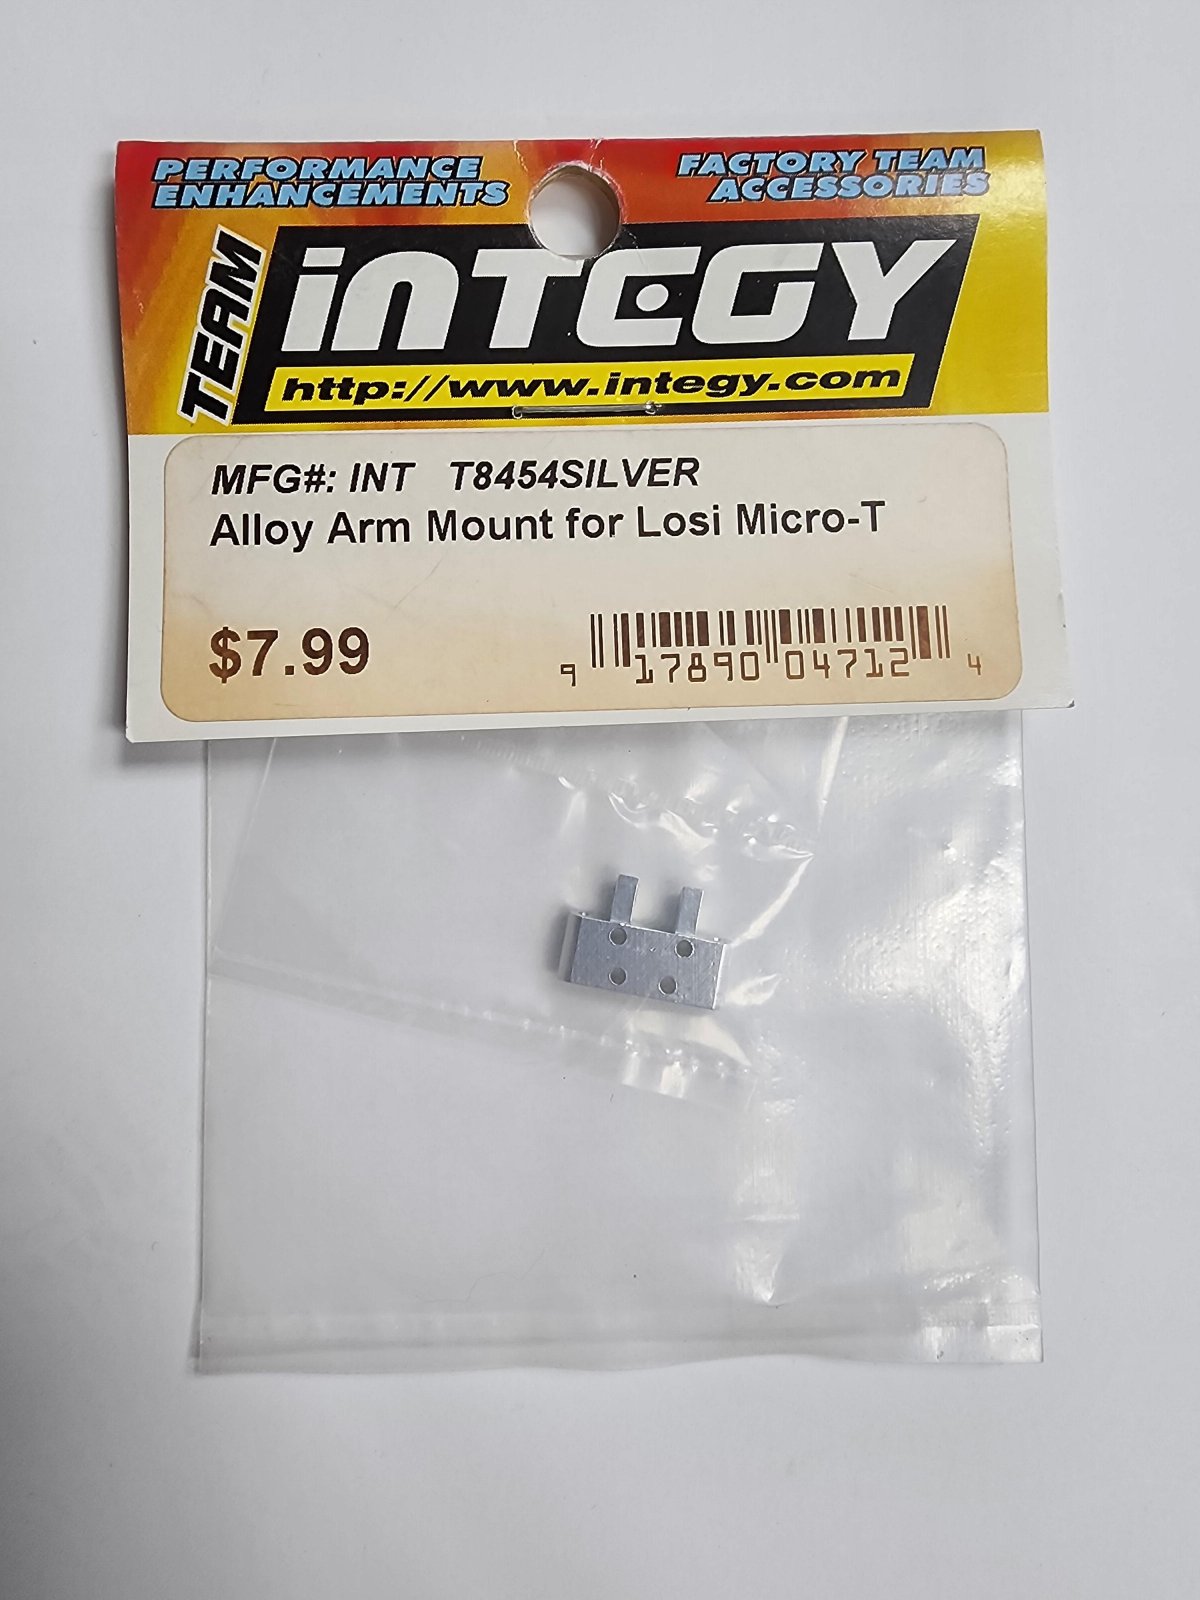 PERFORMANCE
ENHANCEMENTS
FACTORY TEAM
ACCESSORIES
TEAM
iNTEGY
http://www.integy.com
MFG#: INT T8454SILVER
Alloy Arm Mount for Losi Micro-T
$7.99
9 17890 04712 4